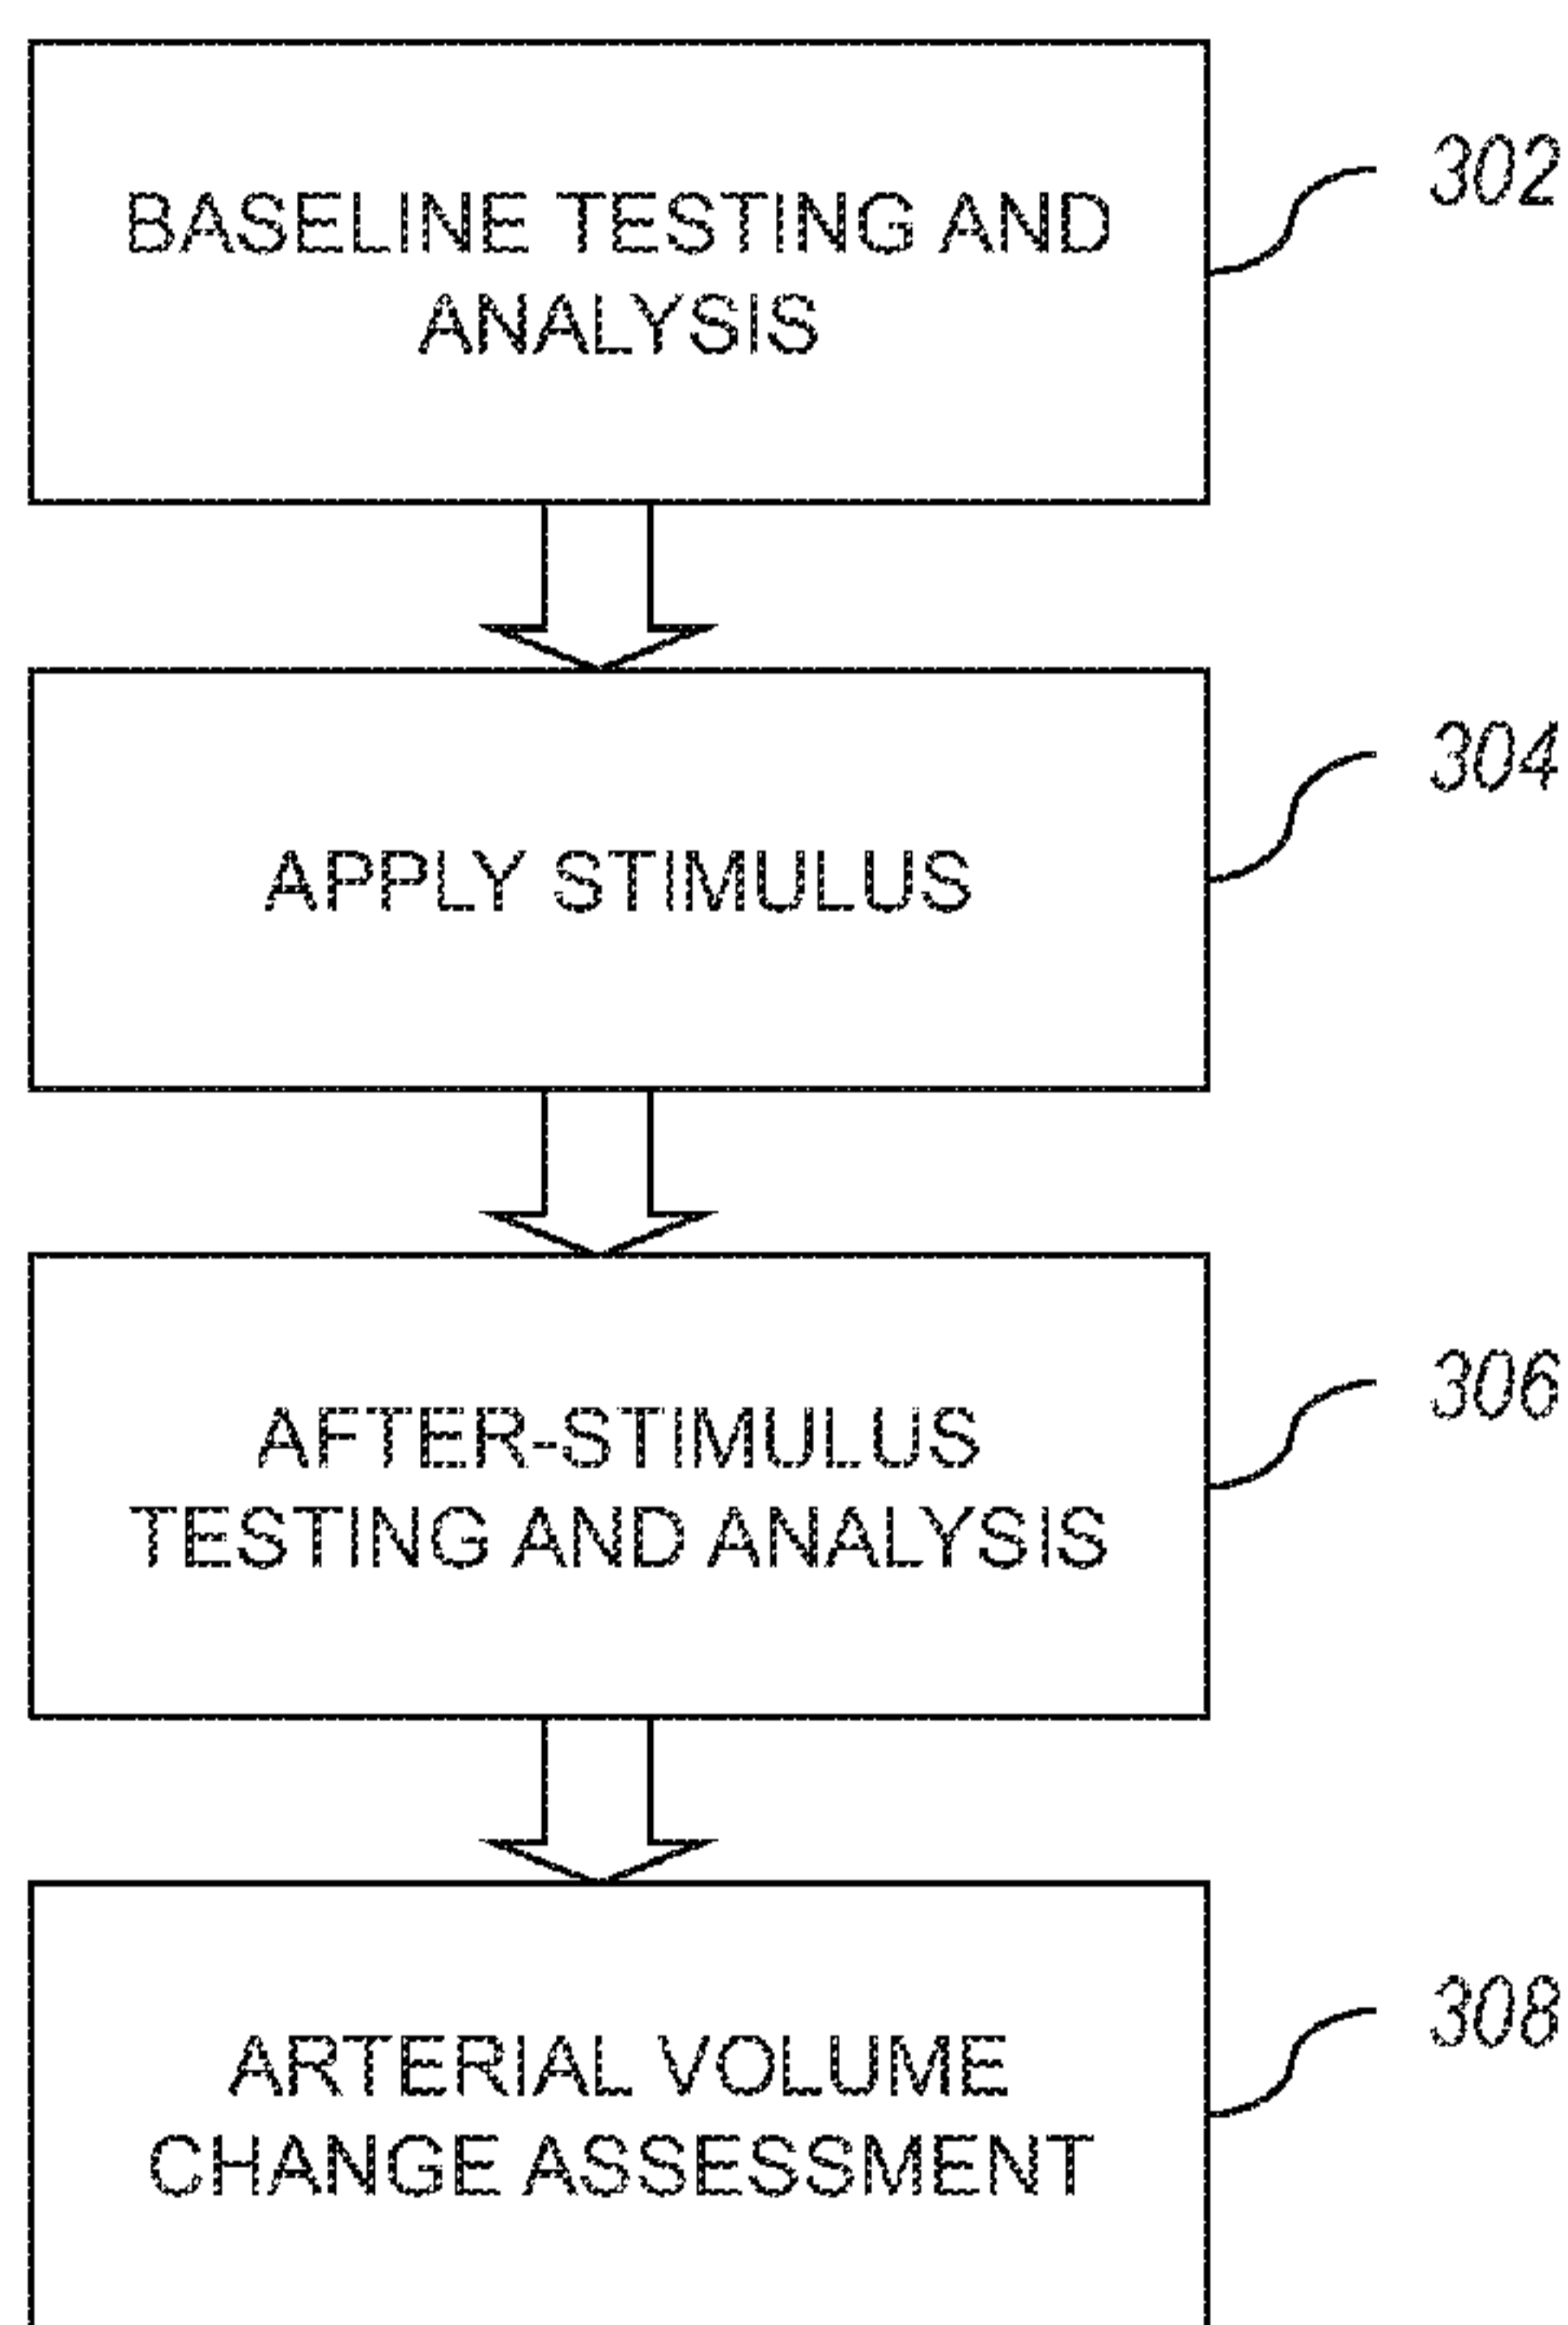 BASELINE TESTING AND
ANALYSIS
302
APPLY STIMULUS
304
AFTER-STIMULUS
TESTING AND ANALYSIS
306
ARTERIAL VOLUME
CHANGE ASSESSMENT
308